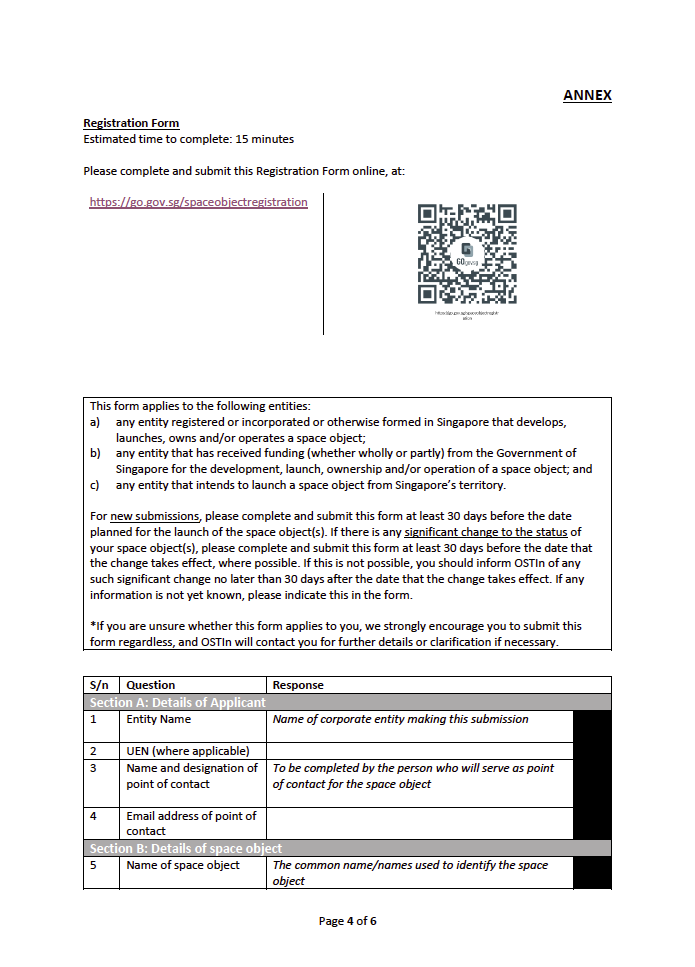 ANNEX
Registration Form
Estimated time to complete: 15 minutes
Please complete and submit this Registration Form online, at:
https://go.gov.sg/spaceobjectregistration
GOgovsg
https://go.gov.sg/spaceobjectregistr
ation
This form applies to the following entities:
a) any entity registered or incorporated or otherwise formed in Singapore that develops,
launches, owns and/or operates a space object;
b) any entity that has received funding (whether wholly or partly) from the Government of
Singapore for the development, launch, ownership and/or operation of a space object; and
c) any entity that intends to launch a space object from Singapore’s territory.
For new submissions, please complete and submit this form at least 30 days before the date
planned for the launch of the space object(s). If there is any significant change to the status of
your space object(s), please complete and submit this form at least 30 days before the date that
the change takes effect, where possible. If this is not possible, you should inform OSTIn of any
such significant change no later than 30 days after the date that the change takes effect. If any
information is not yet known, please indicate this in the form.
*If you are unsure whether this form applies to you, we strongly encourage you to submit this
form regardless, and OSTIn will contact you for further details or clarification if necessary.
S/n Question Response
Section A: Details of Applicant
1 Entity Name Name of corporate entity making this submission
2 UEN (where applicable)
3 Name and designation of To be completed by the person who will serve as point
point of contact of contact for the space object
4 Email address of point of
contact
Section B: Details of space object
5 Name of space object The common name/names used to identify the space
object
Page 4 of 6